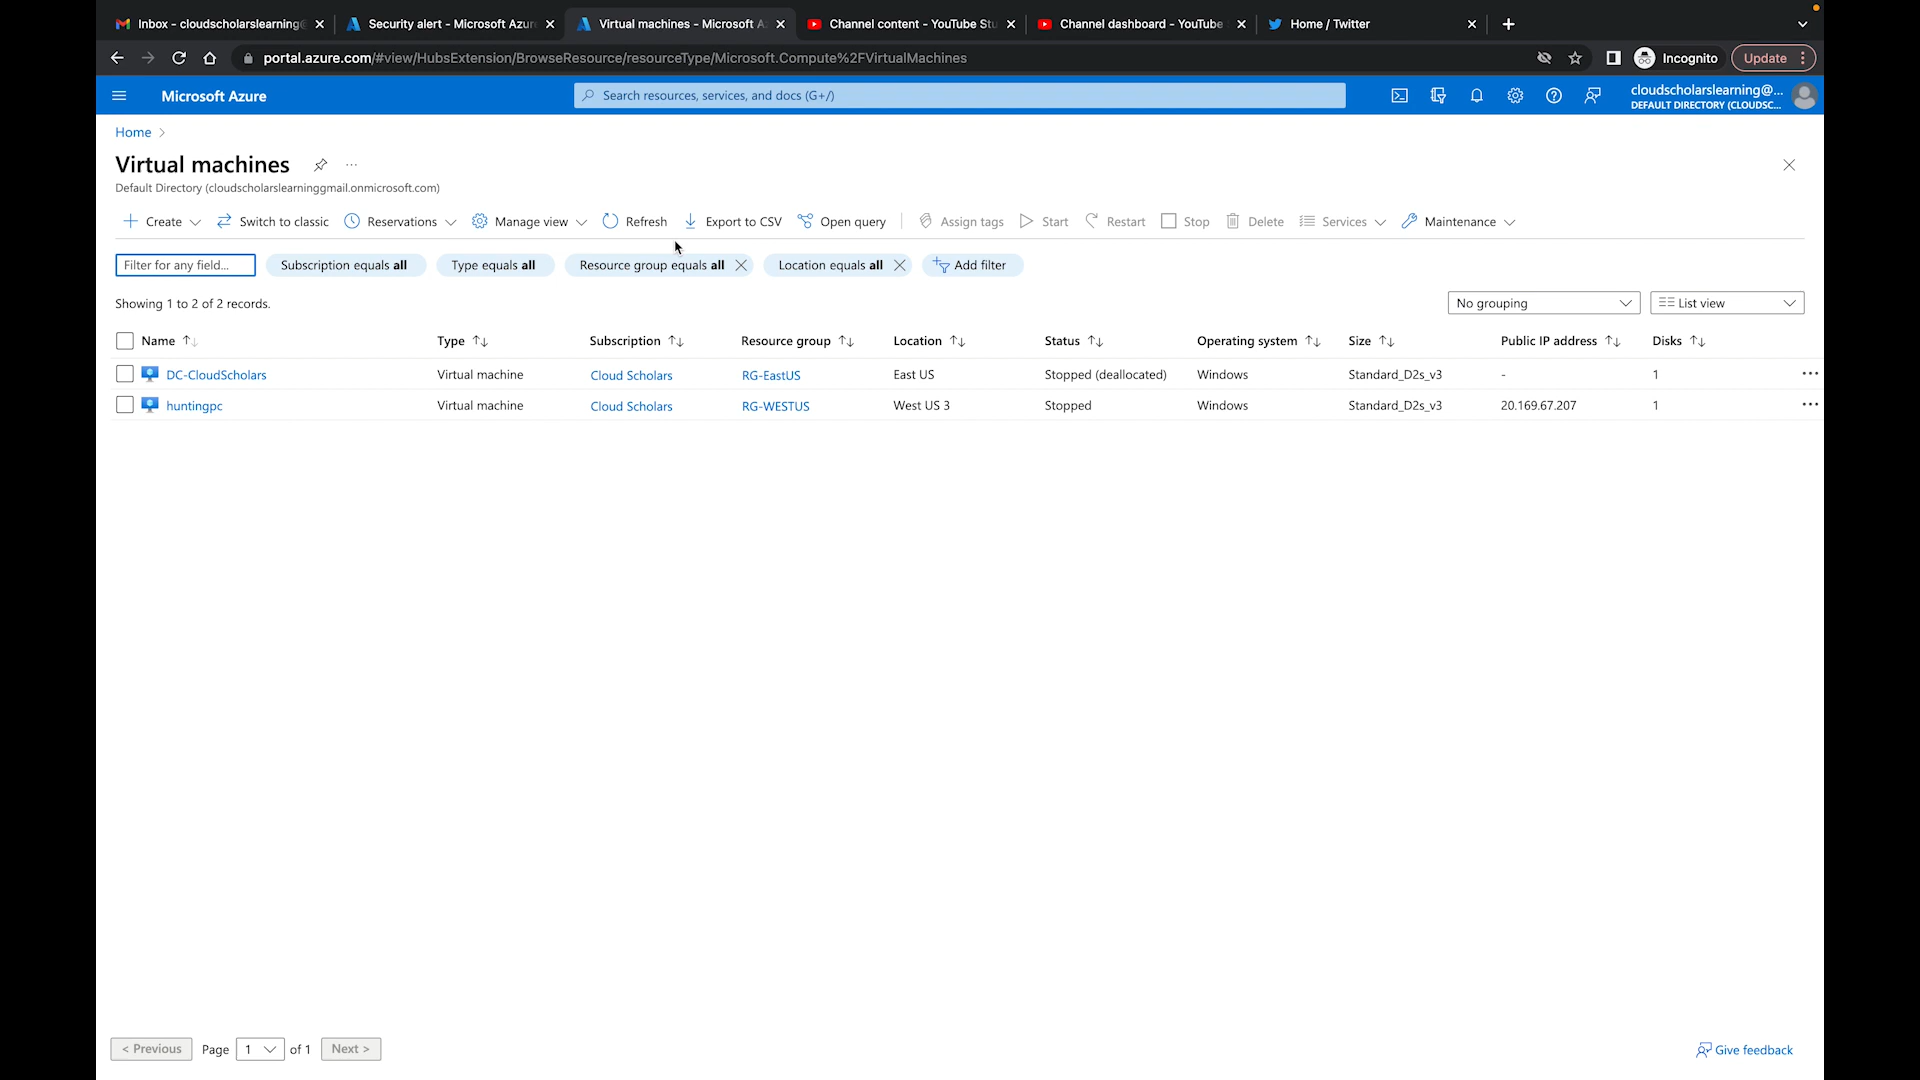 Inbox - cloudscholarslearning@
Security alert - Microsoft Azur
Virtual machines - Microsoft A
Channel content - YouTube Stu
Channel dashboard - YouTube
Home / Twitter
portal.azure.com/#view/HubsExtension/BrowseResource/resourceType/Microsoft.Compute%2FVirtualMachines
Incognito
Update
Microsoft Azure
Search resources, services, and docs (G+/)
cloudscholarslearning@...
DEFAULT DIRECTORY (CLOUDSC...
Home
Virtual machines
Default Directory (cloudscholarslearninggmail.onmicrosoft.com)
Create Switch to classic Reservations Manage view Refresh Export to CSV Open query Assign tags Start Restart Stop Delete Services Maintenance
Filter for any field... Subscription equals all Type equals all Resource group equals all Location equals all Add filter
Showing 1 to 2 of 2 records.
No grouping List view
Name Type Subscription Resource group Location Status Operating system Size Public IP address Disks
DC-CloudScholars Virtual machine Cloud Scholars RG-EastUS East US Stopped (deallocated) Windows Standard_D2s_v3 - 1
huntingpc Virtual machine Cloud Scholars RG-WESTUS West US 3 Stopped Windows Standard_D2s_v3 20.169.67.207 1
< Previous Page 1 of 1 Next >
Give feedback